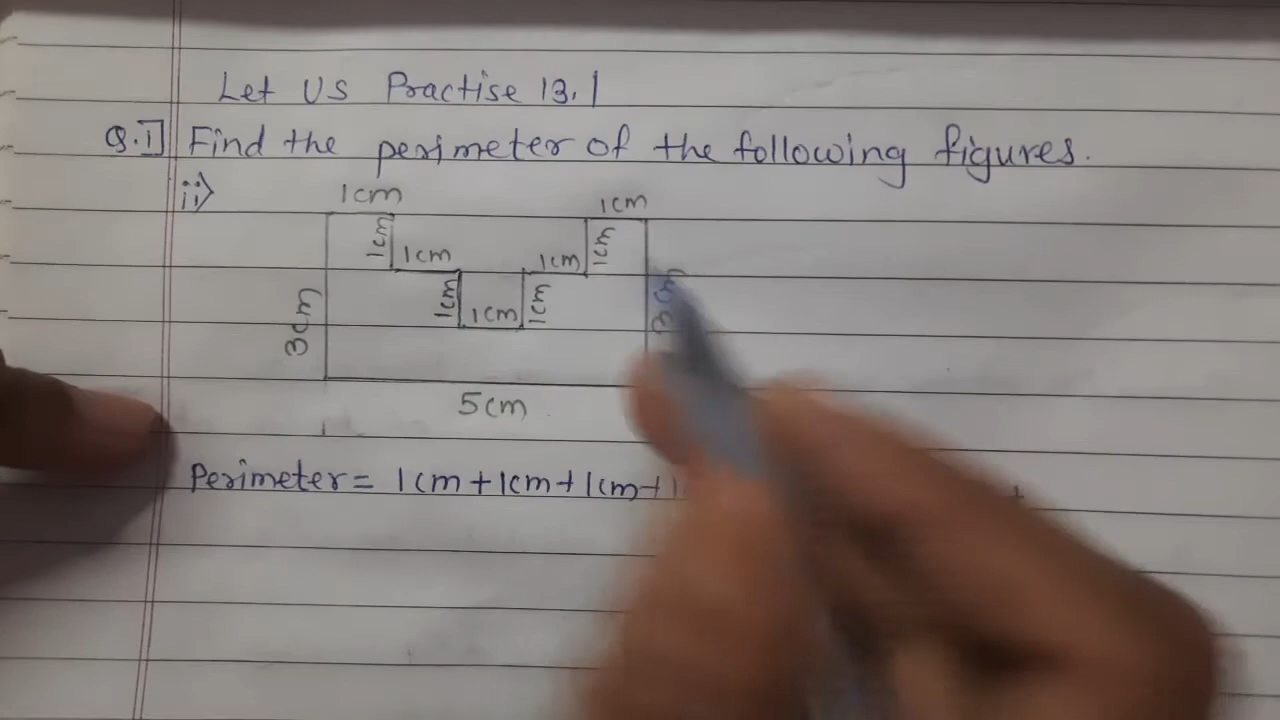 Let US Practise 13.1
Q.1] Find the perimeter of the following figures.
ii>
1cm 1cm
1cm 1cm 1cm 1cm
3cm 1cm 1cm 1cm 3cm
5cm
Perimeter = 1cm + 1cm + 1cm + 1 +